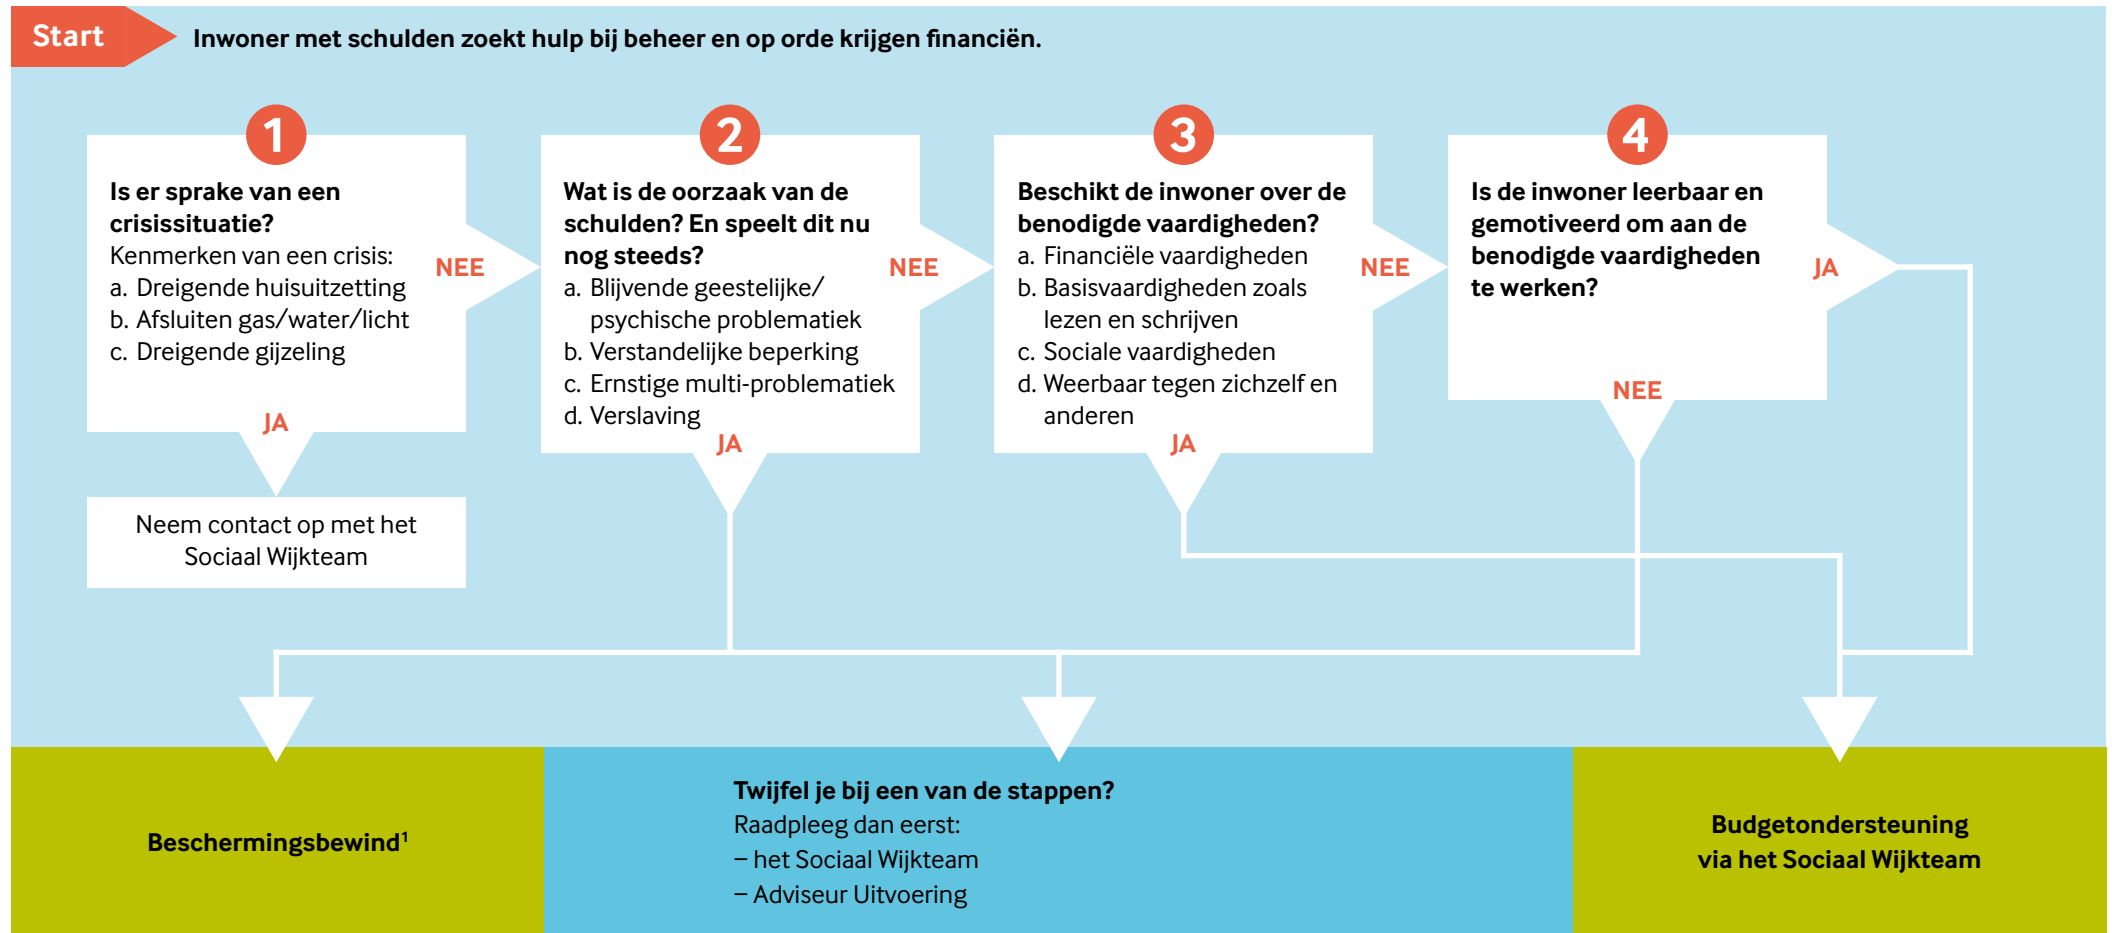 Start
Inwoner met schulden zoekt hulp bij beheer en op orde krijgen financiën.
1
Is er sprake van een
crisissituatie?
Kenmerken van een crisis:
a. Dreigende huisuitzetting
b. Afsluiten gas/water/licht
c. Dreigende gijzeling
NEE
JA
Neem contact op met het
Sociaal Wijkteam
2
Wat is de oorzaak van de
schulden? En speelt dit nu
nog steeds?
a. Blijvende geestelijke/
psychische problematiek
b. Verstandelijke beperking
c. Ernstige multi-problematiek
d. Verslaving
NEE
JA
3
Beschikt de inwoner over de
benodigde vaardigheden?
a. Financiële vaardigheden
b. Basisvaardigheden zoals
lezen en schrijven
c. Sociale vaardigheden
d. Weerbaar tegen zichzelf en
anderen
NEE
JA
4
Is de inwoner leerbaar en
gemotiveerd om aan de
benodigde vaardigheden
te werken?
JA
NEE
Beschermingsbewind¹
Twijfel je bij een van de stappen?
Raadpleeg dan eerst:
– het Sociaal Wijkteam
– Adviseur Uitvoering
Budgetondersteuning
via het Sociaal Wijkteam